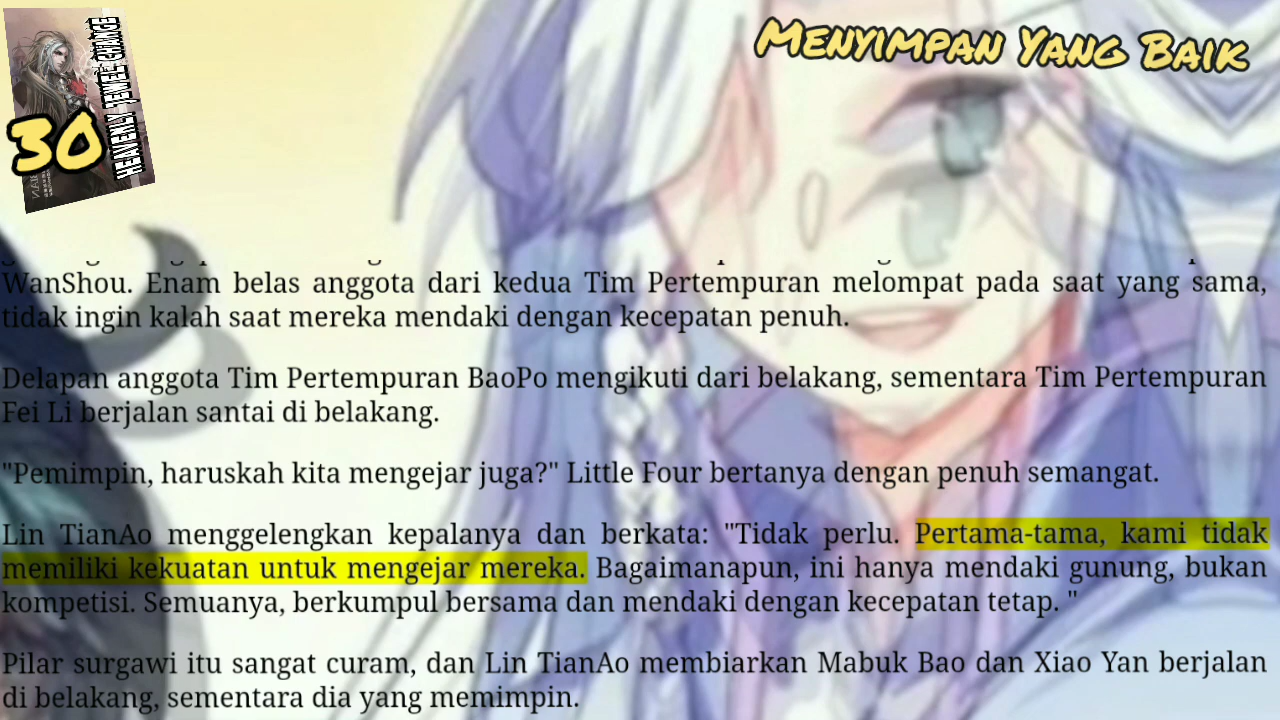 Menyimpan Yang Baik
30
HEAVENLY JEWEL CHANGE
WanShou. Enam belas anggota dari kedua Tim Pertempuran melompat pada saat yang sama,
tidak ingin kalah saat mereka mendaki dengan kecepatan penuh.
Delapan anggota Tim Pertempuran BaoPo mengikuti dari belakang, sementara Tim Pertempuran
Fei Li berjalan santai di belakang.
"Pemimpin, haruskah kita mengejar juga?" Little Four bertanya dengan penuh semangat.
Lin TianAo menggelengkan kepalanya dan berkata: "Tidak perlu. Pertama-tama, kami tidak
memiliki kekuatan untuk mengejar mereka. Bagaimanapun, ini hanya mendaki gunung, bukan
kompetisi. Semuanya, berkumpul bersama dan mendaki dengan kecepatan tetap. "
Pilar surgawi itu sangat curam, dan Lin TianAo membiarkan Mabuk Bao dan Xiao Yan berjalan
di belakang, sementara dia yang memimpin.